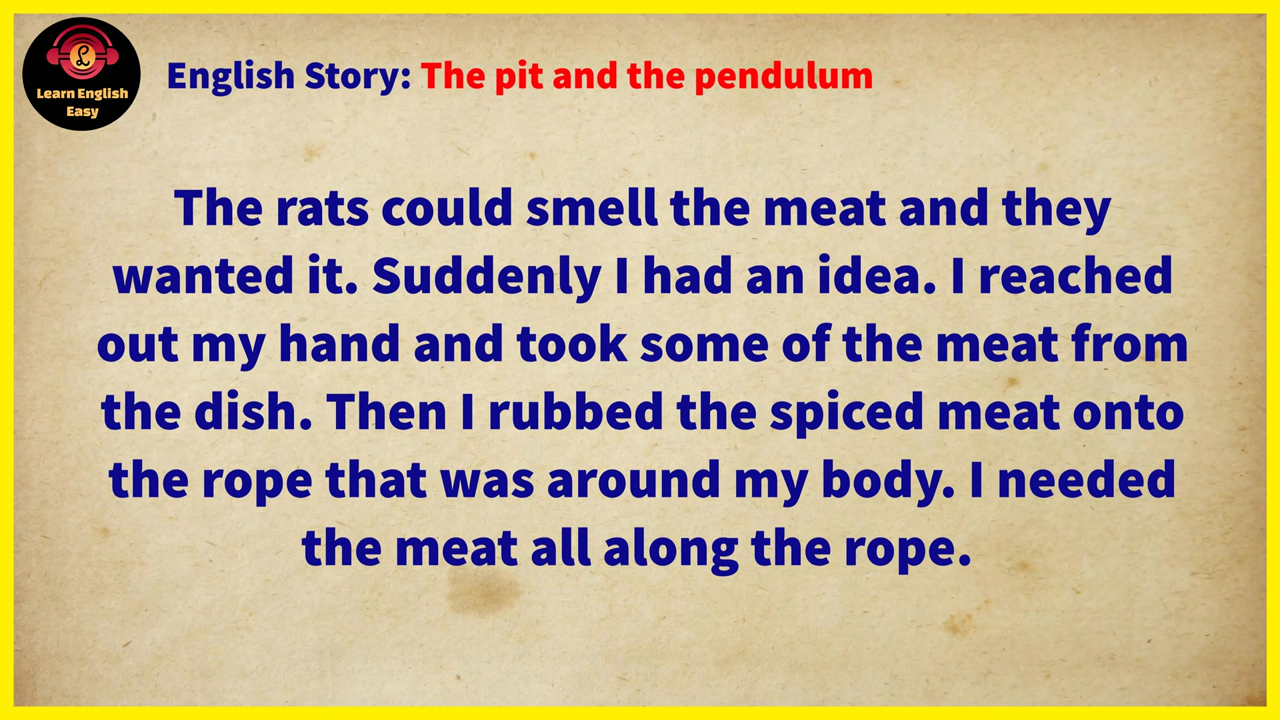 Learn English
Easy
English Story: The pit and the pendulum
The rats could smell the meat and they
wanted it. Suddenly I had an idea. I reached
out my hand and took some of the meat from
the dish. Then I rubbed the spiced meat onto
the rope that was around my body. I needed
the meat all along the rope.